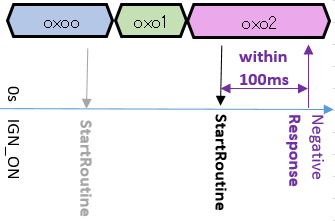 0x00
0x01
0x02
within
100ms
0s
IGN_ON
StartRoutine
StartRoutine
Negative
Response